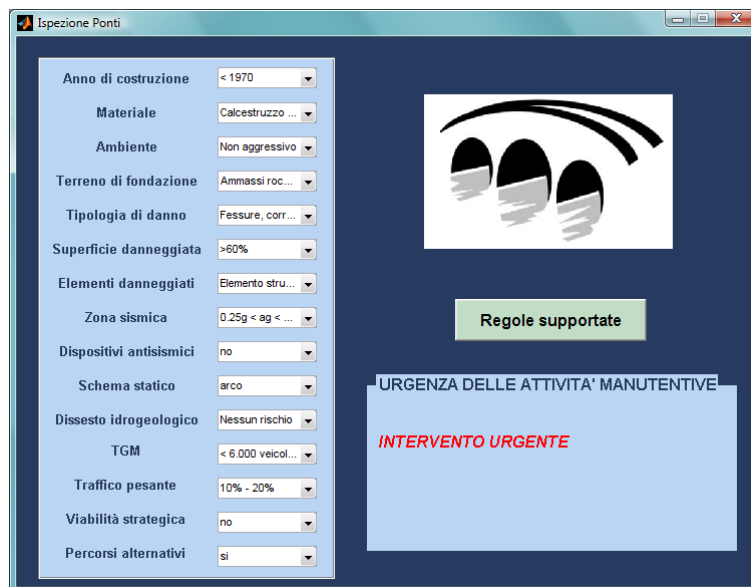 Ispezione Ponti
Anno di costruzione < 1970
Materiale Calcestruzzo ...
Ambiente Non aggressivo
Terreno di fondazione Ammassi roc...
Tipologia di danno Fessure, corr...
Superficie danneggiata >60%
Elementi danneggiati Elemento stru...
Zona sismica 0.25g < ag < ...
Dispositivi antisismici no
Schema statico arco
Dissesto idrogeologico Nessun rischio
TGM < 6.000 veicol...
Traffico pesante 10% - 20%
Viabilità strategica no
Percorsi alternativi si
Regole supportate
URGENZA DELLE ATTIVITA' MANUTENTIVE
INTERVENTO URGENTE